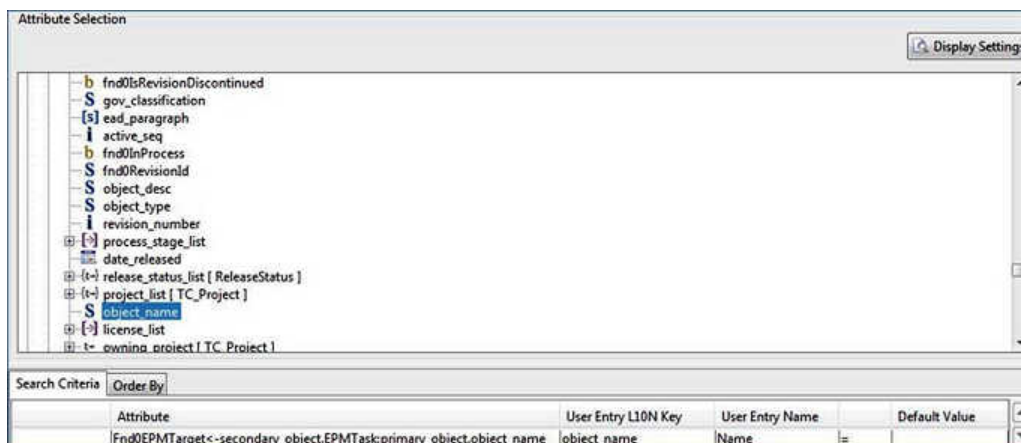 Attribute Selection
Display Settings
b fnd0IsRevisionDiscontinued
S gov_classification
[s] ead_paragraph
i active_seq
b fnd0InProcess
S fnd0RevisionId
S object_desc
S object_type
i revision_number
process_stage_list
date_released
release_status_list [ ReleaseStatus ]
project_list [ TC_Project ]
S object_name
license_list
owning_project [ TC_Project ]
Search Criteria Order By
Attribute User Entry L10N Key User Entry Name Default Value
Fnd0EPMTarget<-secondary_object.EPMTask:primary_object.object_name object_name Name =